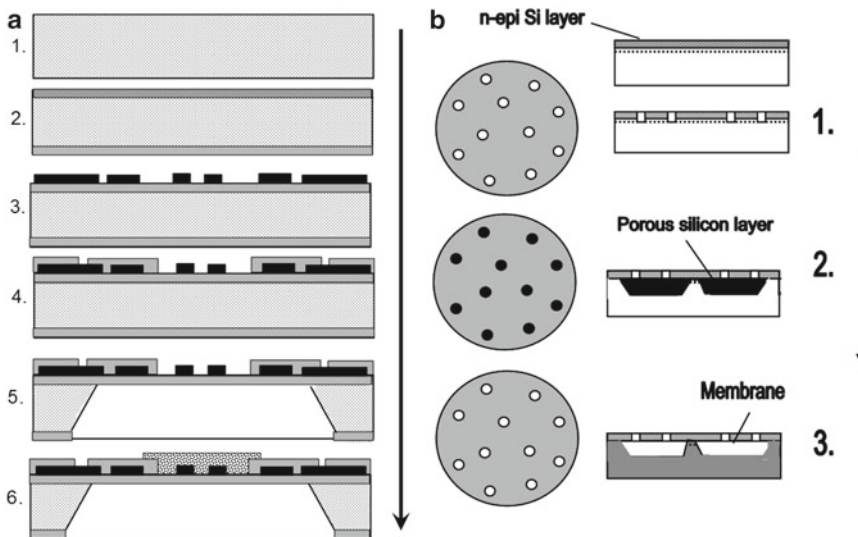 a
1.
2.
3.
4.
5.
6.
b
n-epi Si layer
1.
Porous silicon layer
2.
Membrane
3.